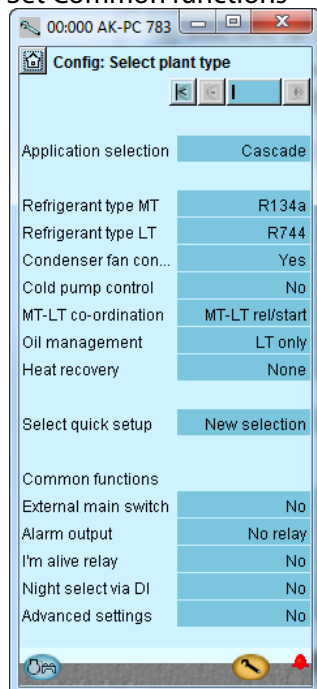 Set Common functions
00:000 AK-PC 783
Config: Select plant type
Application selection Cascade
Refrigerant type MT R134a
Refrigerant type LT R744
Condenser fan con... Yes
Cold pump control No
MT-LT co-ordination MT-LT rel/start
Oil management LT only
Heat recovery None
Select quick setup New selection
Common functions
External main switch No
Alarm output No relay
I'm alive relay No
Night select via DI No
Advanced settings No